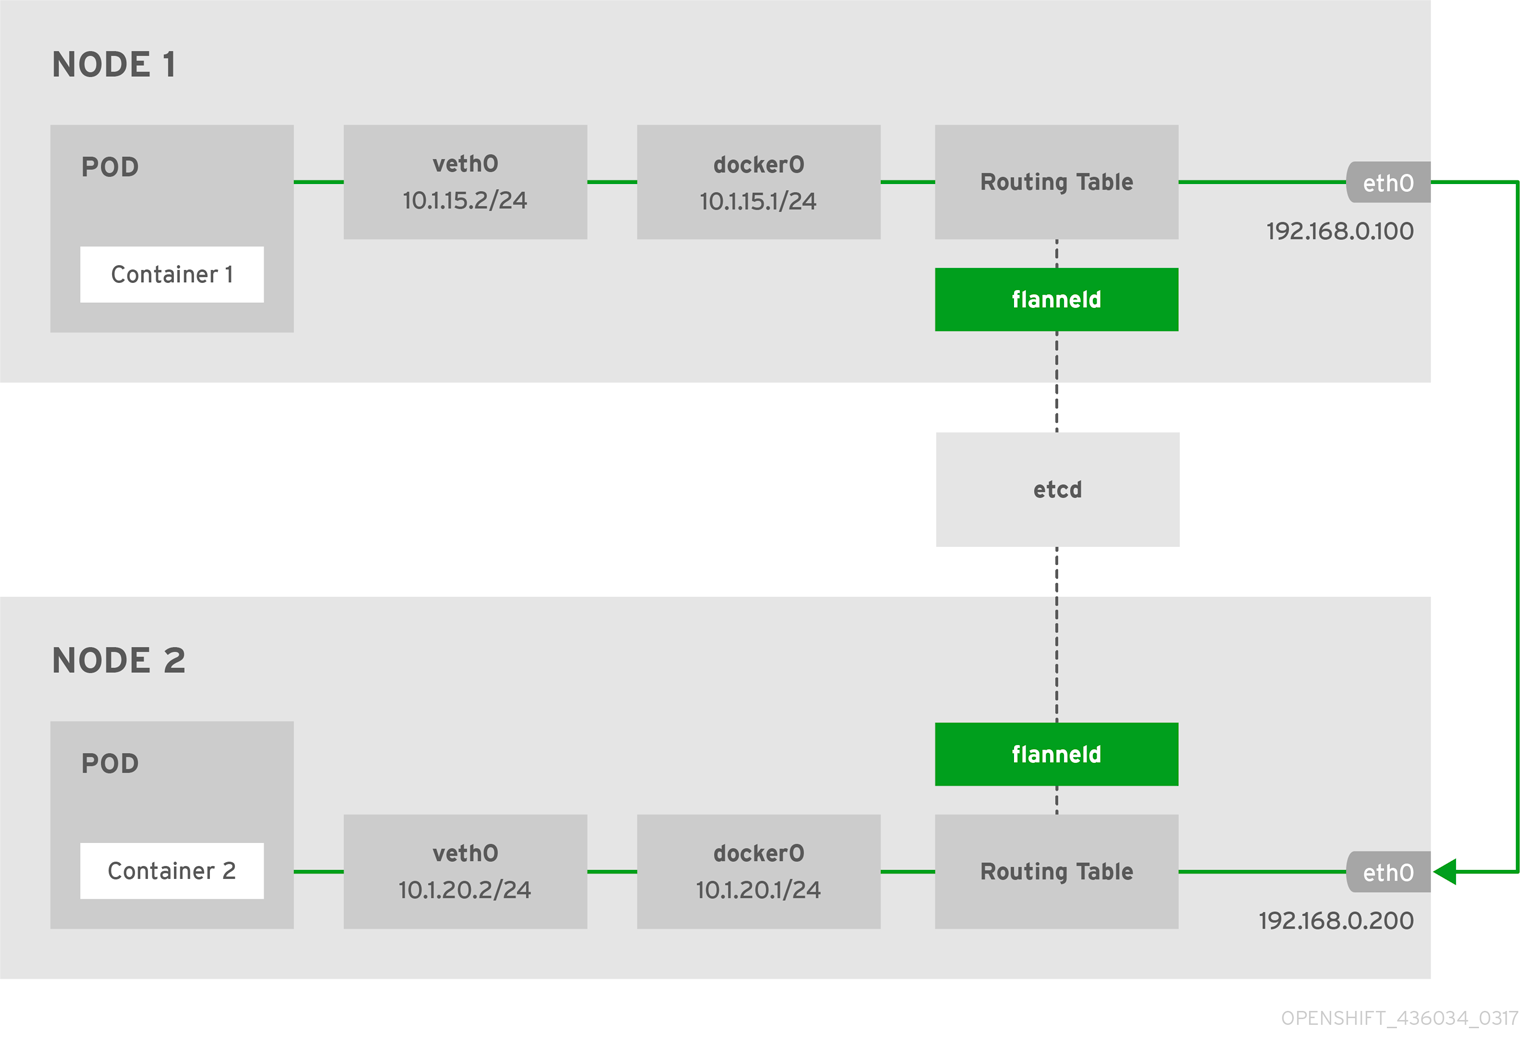 NODE 1
POD
Container 1
veth0
10.1.15.2/24
docker0
10.1.15.1/24
Routing Table
flanneld
eth0
192.168.0.100
etcd
NODE 2
POD
Container 2
veth0
10.1.20.2/24
docker0
10.1.20.1/24
flanneld
Routing Table
eth0
192.168.0.200
OPENSHIFT_436034_0317